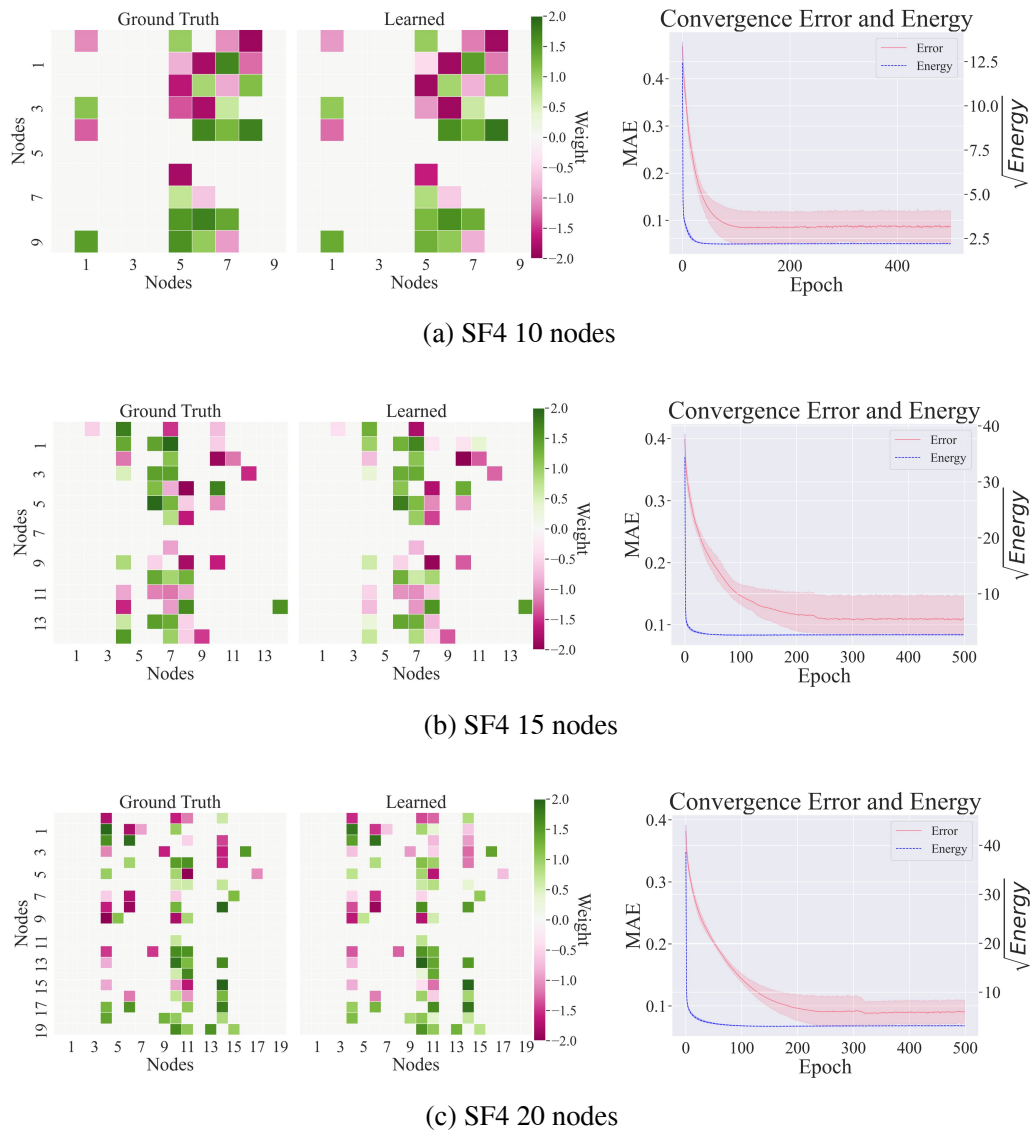 Ground Truth
Learned
2.0
1.5
1.0
0.5
0.0
−0.5
−1.0
−1.5
−2.0
Weight
1
3
5
7
9
Nodes
1 3 5 7 9
Nodes
1 3 5 7 9
Nodes
Convergence Error and Energy
Error
Energy
0.4
0.3
0.2
0.1
MAE
12.5
10.0
7.5
5.0
2.5
√Energy
0 200 400
Epoch
(a) SF4 10 nodes
Ground Truth
Learned
2.0
1.5
1.0
0.5
0.0
−0.5
−1.0
−1.5
−2.0
Weight
1
3
5
7
9
11
13
Nodes
1 3 5 7 9 11 13
Nodes
1 3 5 7 9 11 13
Nodes
Convergence Error and Energy
Error
Energy
0.4
0.3
0.2
0.1
MAE
40
30
20
10
√Energy
0 100 200 300 400 500
Epoch
(b) SF4 15 nodes
Ground Truth
Learned
2.0
1.5
1.0
0.5
0.0
−0.5
−1.0
−1.5
−2.0
Weight
1
3
5
7
9
11
13
15
17
19
Nodes
1 3 5 7 9 11 13 15 17 19
Nodes
1 3 5 7 9 11 13 15 17 19
Nodes
Convergence Error and Energy
Error
Energy
0.4
0.3
0.2
0.1
MAE
40
30
20
10
√Energy
0 100 200 300 400 500
Epoch
(c) SF4 20 nodes